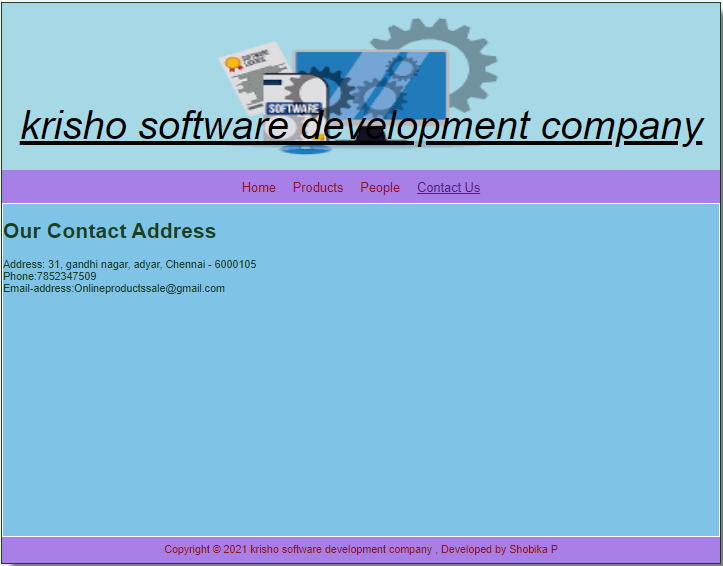 SOFTWARE
LICENSE
SOFTWARE
krisho software development company
Home Products People Contact Us
Our Contact Address
Address: 31, gandhi nagar, adyar, Chennai - 6000105
Phone:7852347509
Email-address:Onlineproductssale@gmail.com
Copyright © 2021 krisho software development company , Developed by Shobika P